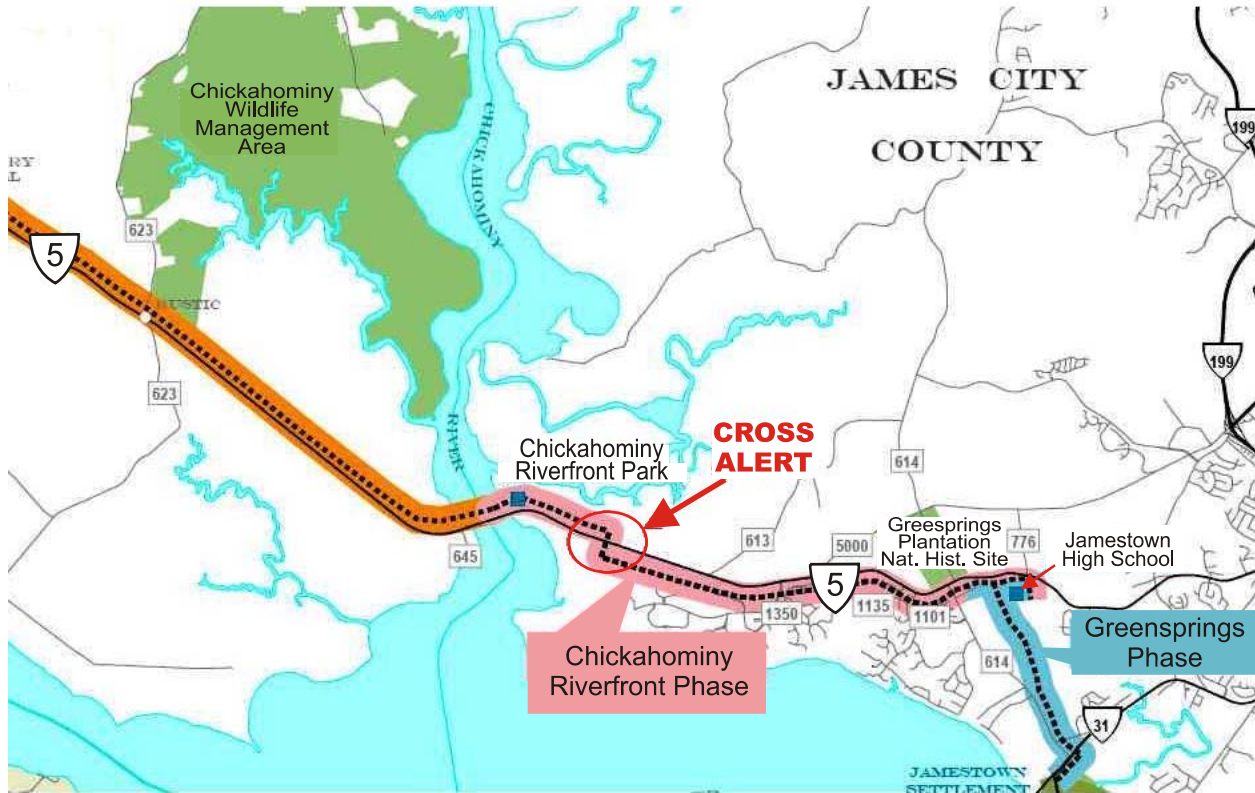 JAMES CITY
COUNTY
199
Chickahominy
Wildlife
Management
Area
CHICKAHOMINY
RIVER
623
5
RUSTIC
623
199
Chickahominy
Riverfront Park
CROSS
ALERT
614
645
613
5000
Greesprings
Plantation
Nat. Hist. Site
776
Jamestown
High School
5
1350
1135
1101
Chickahominy
Riverfront Phase
Greensprings
Phase
614
31
JAMESTOWN
SETTLEMENT